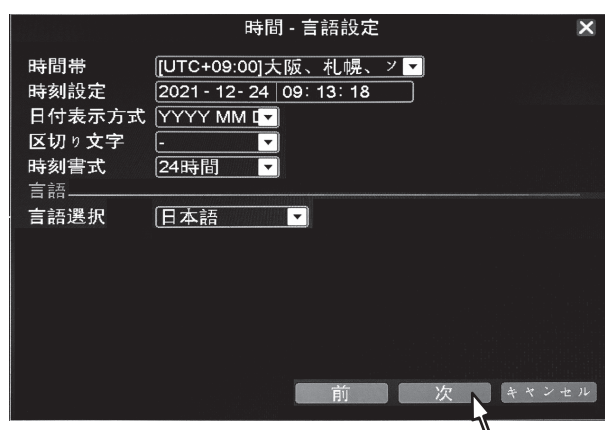 時間 - 言語設定
時間帯 [UTC+09:00]大阪、札幌、ソ
時刻設定 2021 - 12 - 24 09: 13: 18
日付表示方式 YYYY MM D
区切り文字 -
時刻書式 24時間
言語
言語選択 日本語
前 次 キャンセル